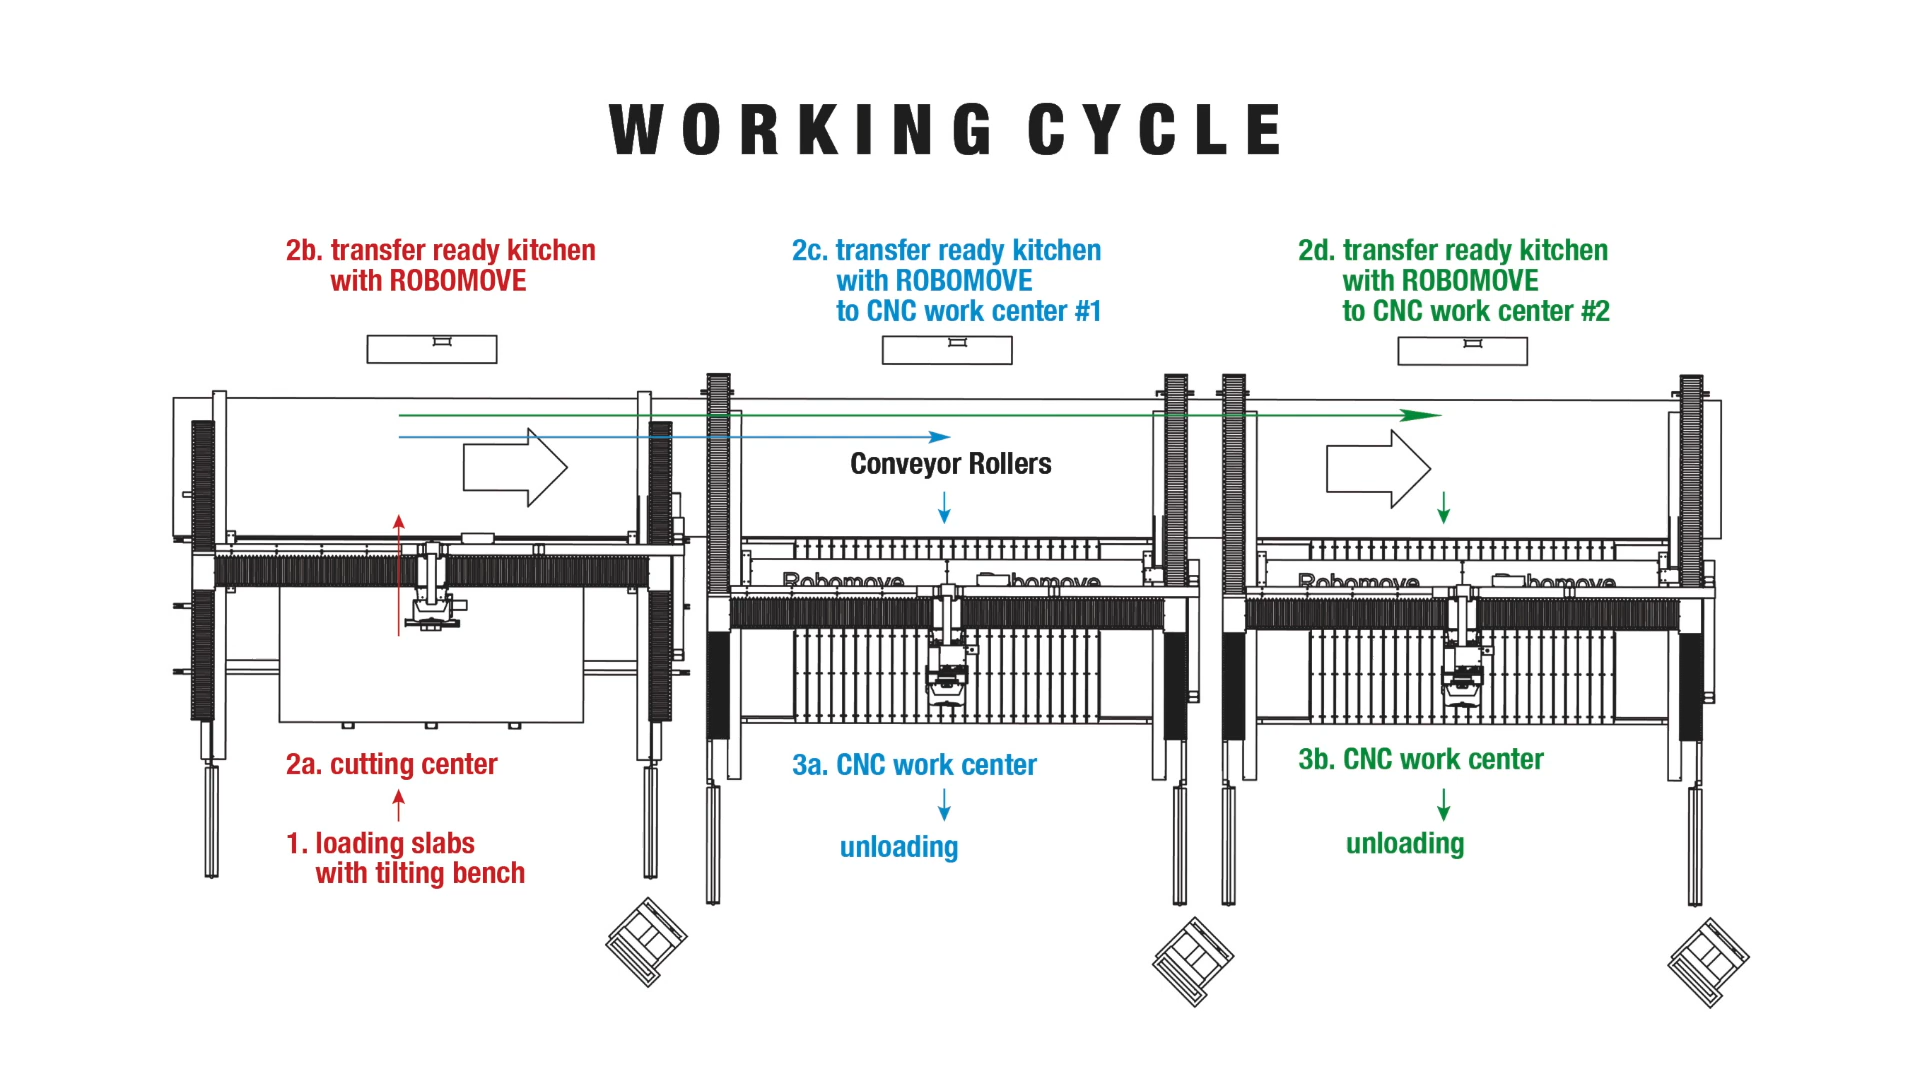 WORKING CYCLE
2b. transfer ready kitchen
with ROBOMOVE
2c. transfer ready kitchen
with ROBOMOVE
to CNC work center #1
2d. transfer ready kitchen
with ROBOMOVE
to CNC work center #2
Conveyor Rollers
Robomove
Robomove
2a. cutting center
1. loading slabs
with tilting bench
3a. CNC work center
unloading
3b. CNC work center
unloading